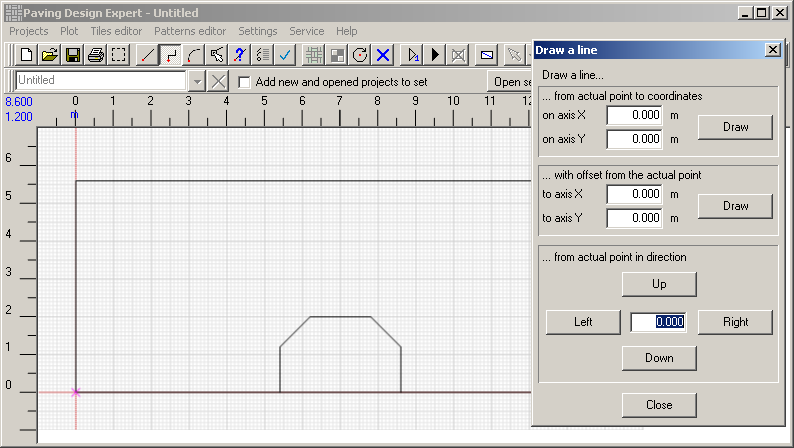 Paving Design Expert - Untitled
Projects Plot Tiles editor Patterns editor Settings Service Help
Untitled Add new and opened projects to set Open se
8.600 0 1 2 3 4 5 6 7 8 9 10 11 12
1.200 m
6
5
4
3
2
1
0
Draw a line
Draw a line...
... from actual point to coordinates
on axis X 0.000 m
Draw
on axis Y 0.000 m
... with offset from the actual point
to axis X 0.000 m
Draw
to axis Y 0.000 m
... from actual point in direction
Up
Left 0.000 Right
Down
Close